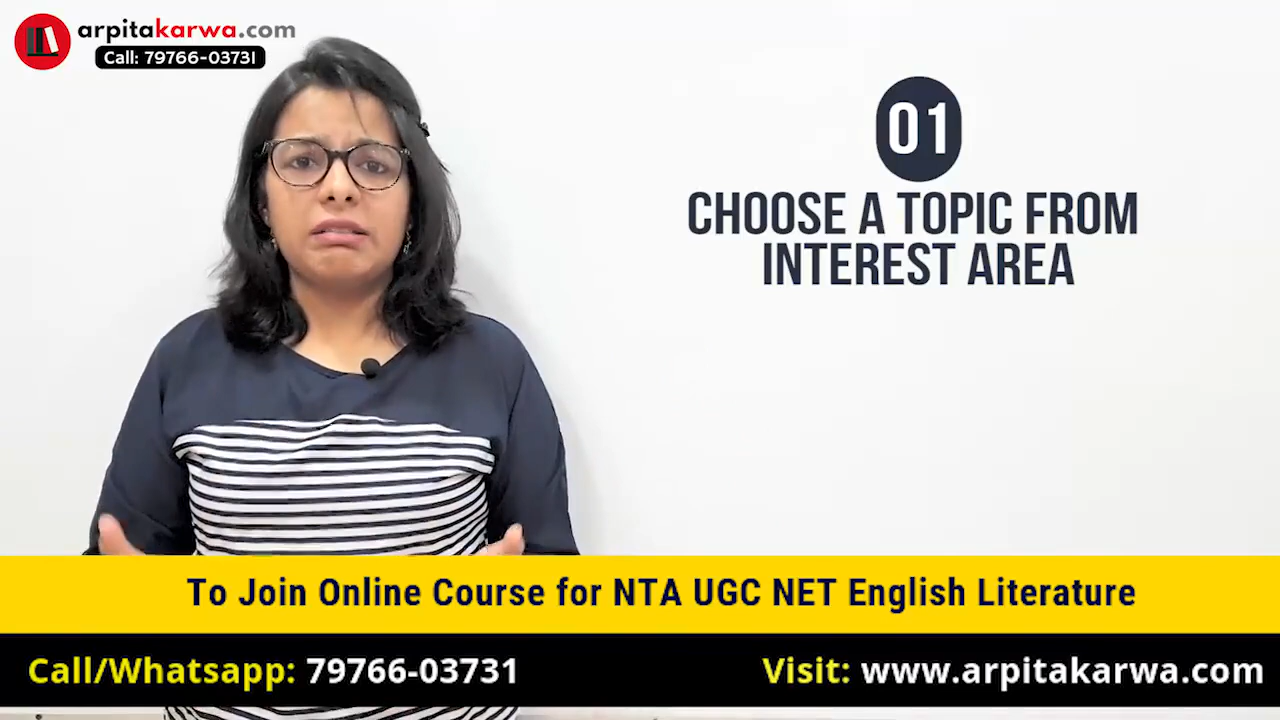 arpitakarwa.com
Call: 79766-03731
01
CHOOSE A TOPIC FROM
INTEREST AREA
To Join Online Course for NTA UGC NET English Literature
Call/Whatsapp: 79766-03731
Visit: www.arpitakarwa.com